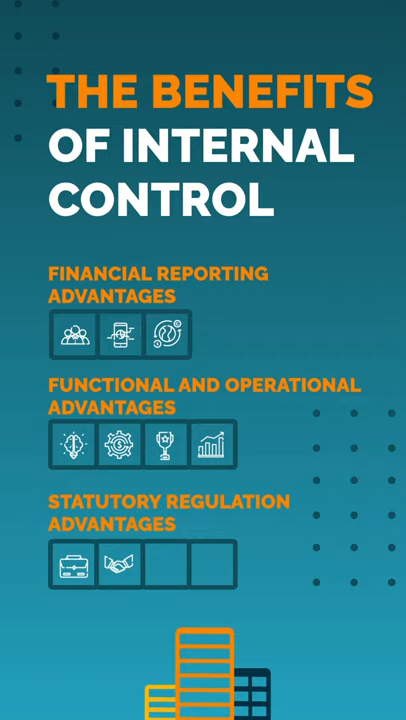 THE BENEFITS
OF INTERNAL
CONTROL
FINANCIAL REPORTING
ADVANTAGES
FUNCTIONAL AND OPERATIONAL
ADVANTAGES
STATUTORY REGULATION
ADVANTAGES